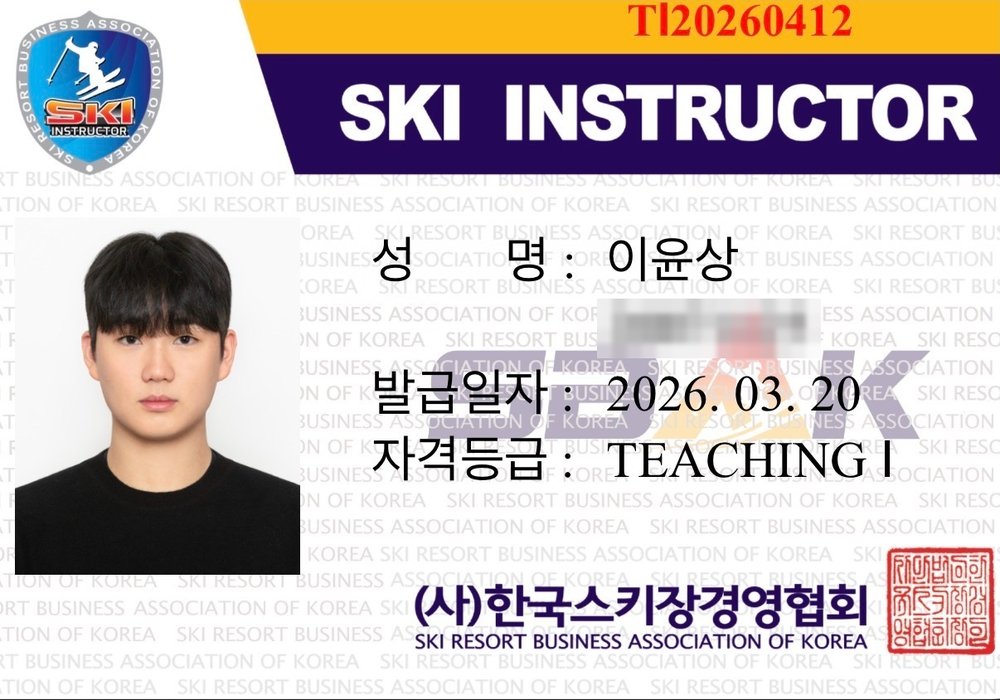 TⅠ20260412
SKI RESORT BUSINESS ASSOCIATION OF KOREA
SKI
INSTRUCTOR
SKI INSTRUCTOR
성 명 : 이윤상
발급일자 : 2026. 03. 20
자격등급 : TEACHING Ⅰ
SBAK
(사)한국스키장경영협회
SKI RESORT BUSINESS ASSOCIATION OF KOREA